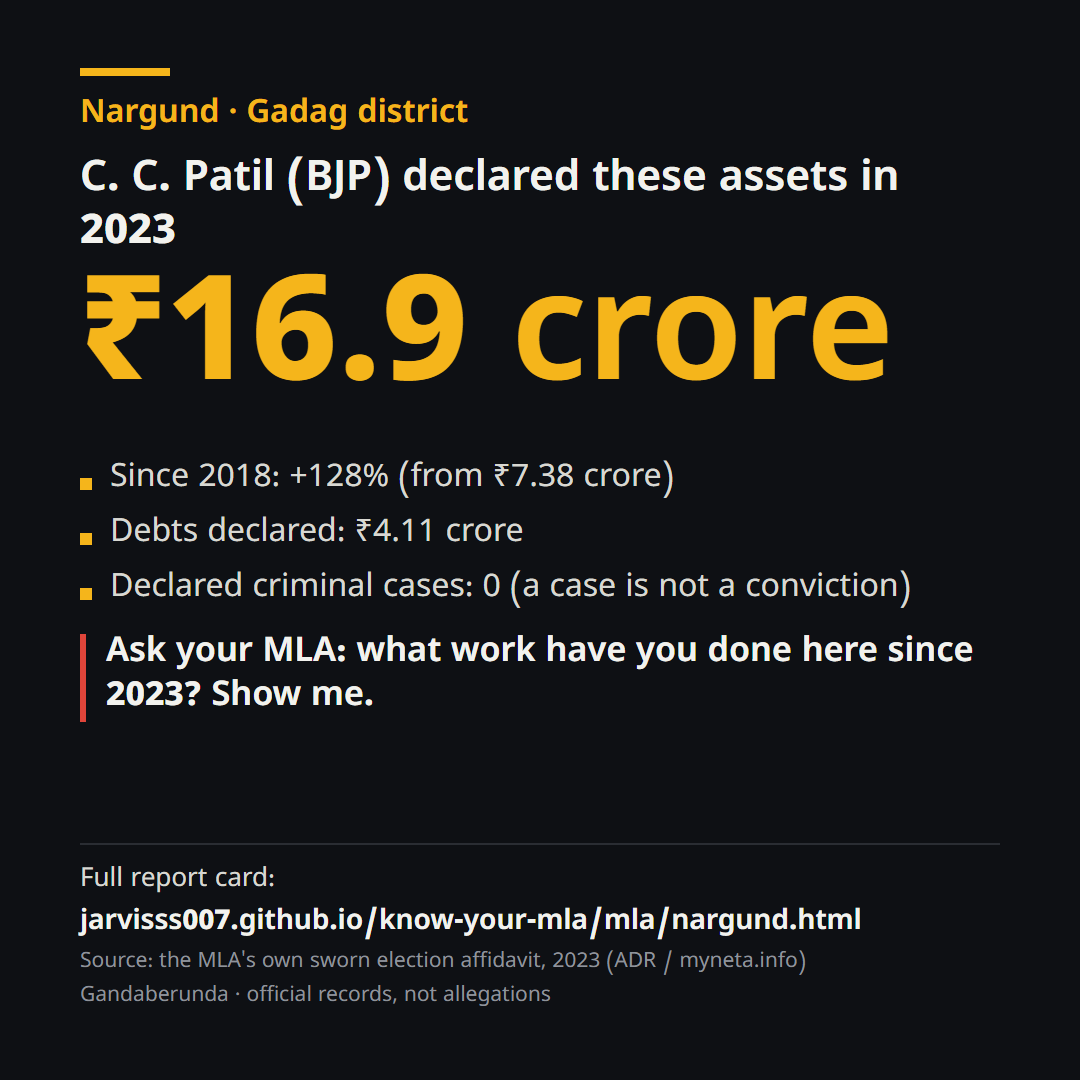 Nargund · Gadag district
C. C. Patil (BJP) declared these assets in
2023
₹16.9 crore
Since 2018: +128% (from ₹7.38 crore)
Debts declared: ₹4.11 crore
Declared criminal cases: 0 (a case is not a conviction)
Ask your MLA: what work have you done here since
2023? Show me.
Full report card:
jarvisss007.github.io/know-your-mla/mla/nargund.html
Source: the MLA's own sworn election affidavit, 2023 (ADR / myneta.info)
Gandaberunda · official records, not allegations